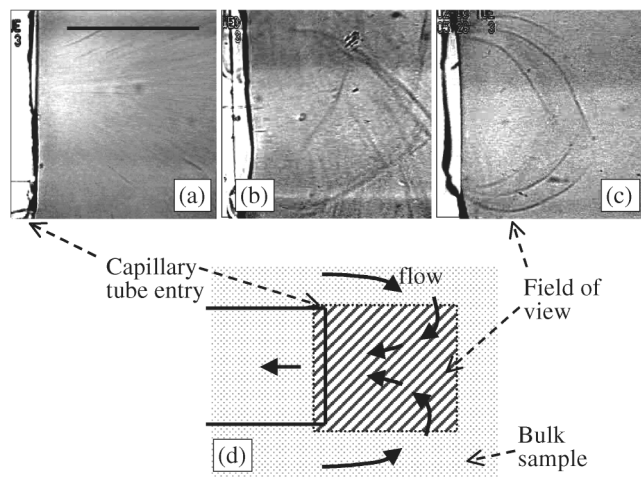 (a)
(b)
(c)
Capillary
tube entry
flow
Field of
view
(d)
Bulk
sample